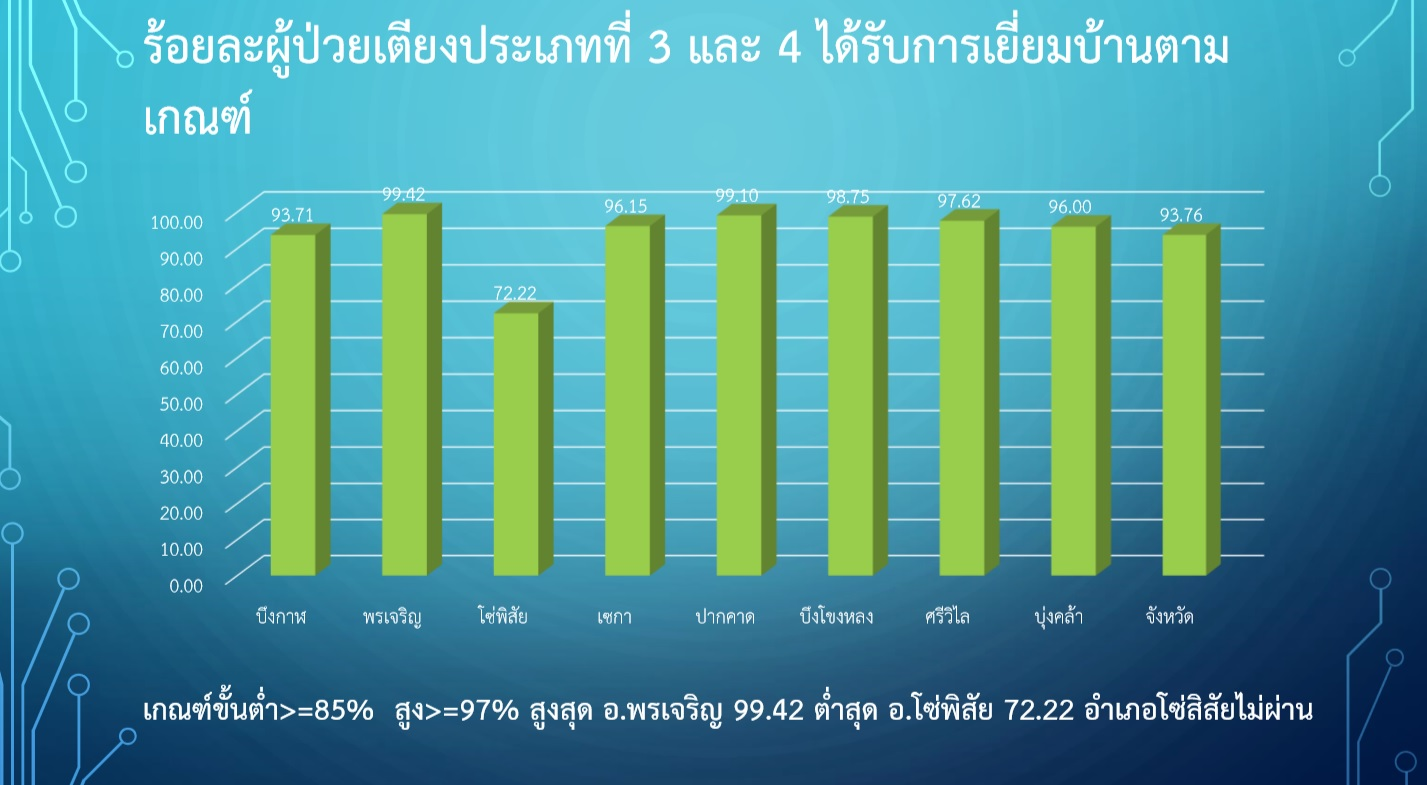 ร้อยละผู้ป่วยเตียงประเภทที่ 3 และ 4 ได้รับการเยี่ยมบ้านตาม
เกณฑ์
93.71 99.42 72.22 96.15 99.10 98.75 97.62 96.00 93.76
100.00
90.00
80.00
70.00
60.00
50.00
40.00
30.00
20.00
10.00
0.00
บึงกาฬ พรเจริญ โซ่พิสัย เซกา ปากคาด บึงโขงหลง ศรีวิไล บุ่งคล้า จังหวัด
เกณฑ์ขั้นต่ำ>=85% สูง>=97% สูงสุด อ.พรเจริญ 99.42 ต่ำสุด อ.โซ่พิสัย 72.22 อำเภอโซ่สิสัยไม่ผ่าน